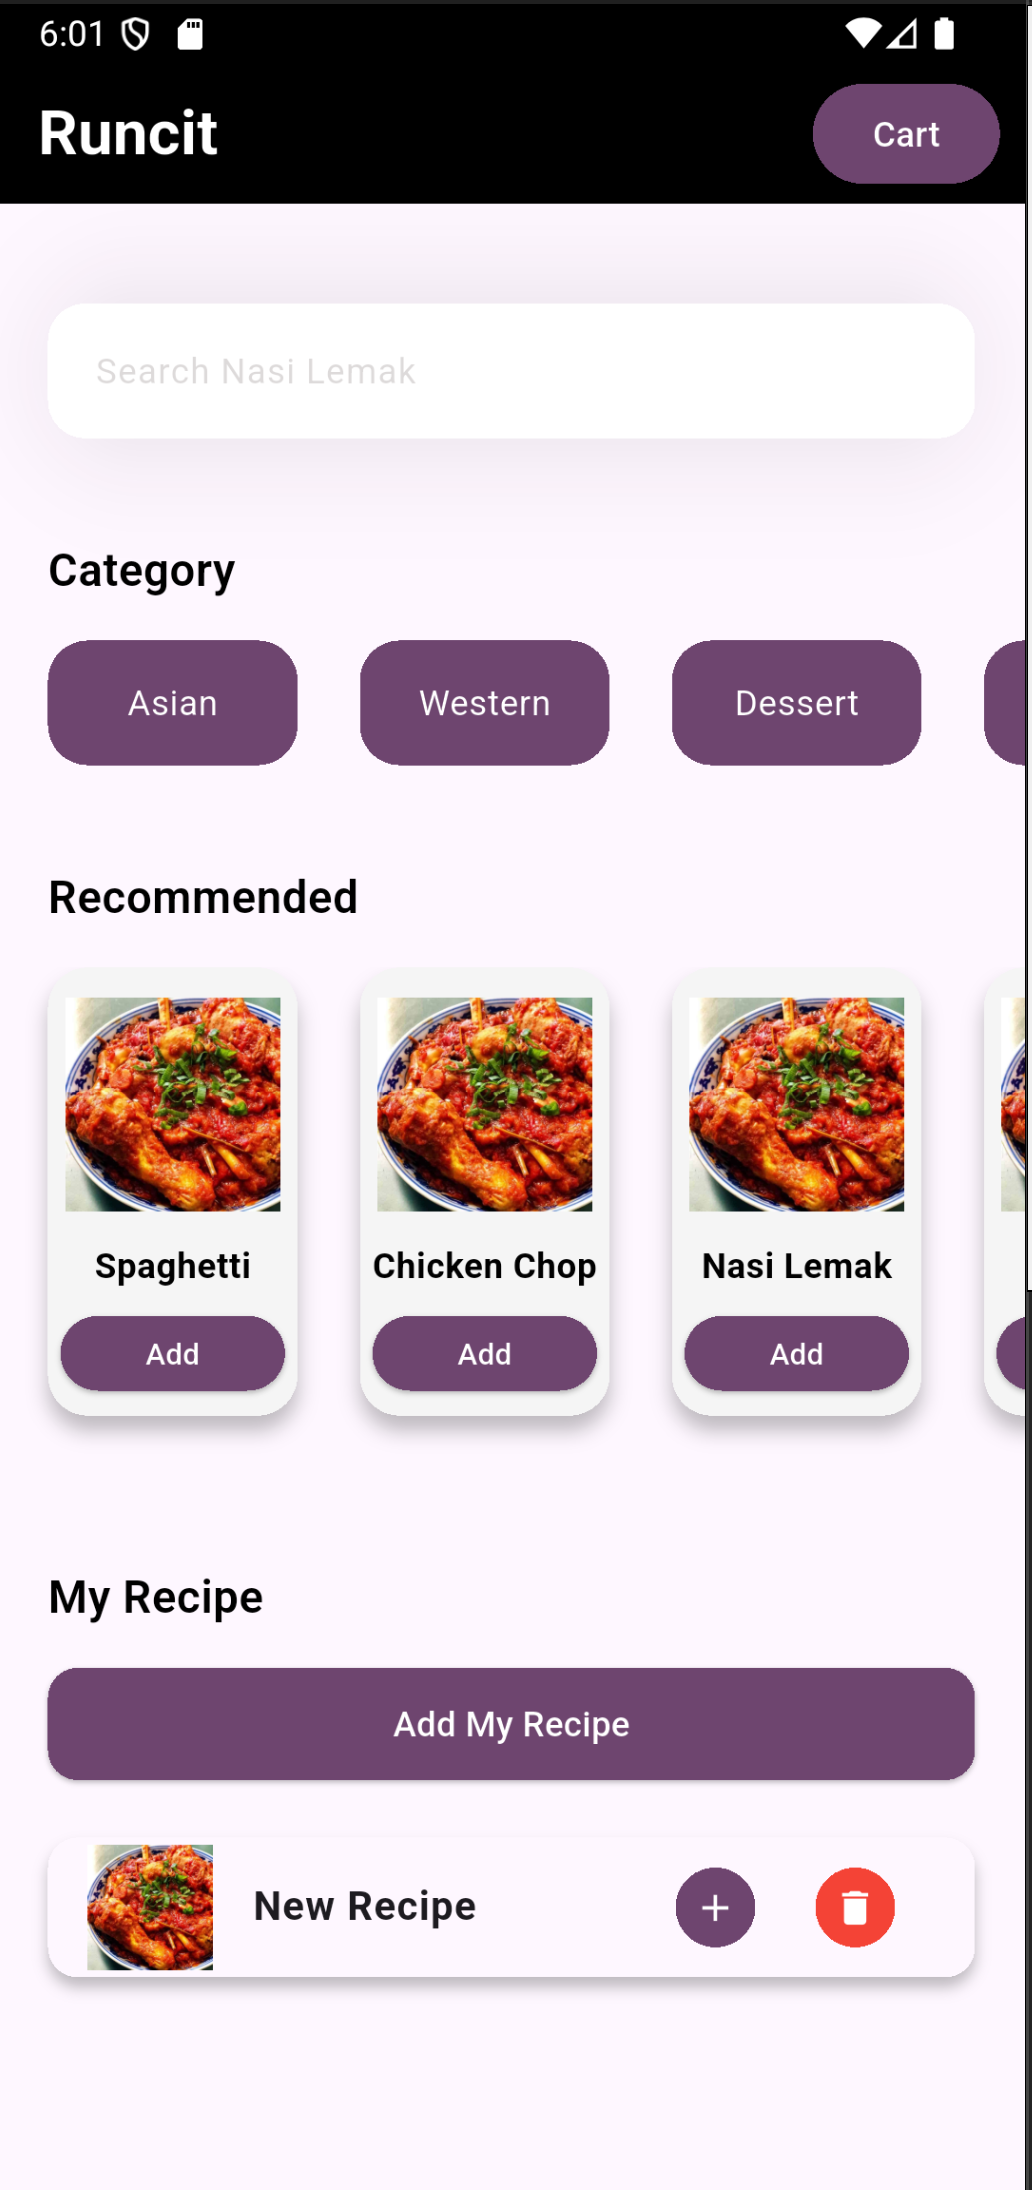 6:01
Runcit
Cart
Search Nasi Lemak
Category
Asian Western Dessert
Recommended
Spaghetti Chicken Chop Nasi Lemak
Add Add Add
My Recipe
Add My Recipe
New Recipe